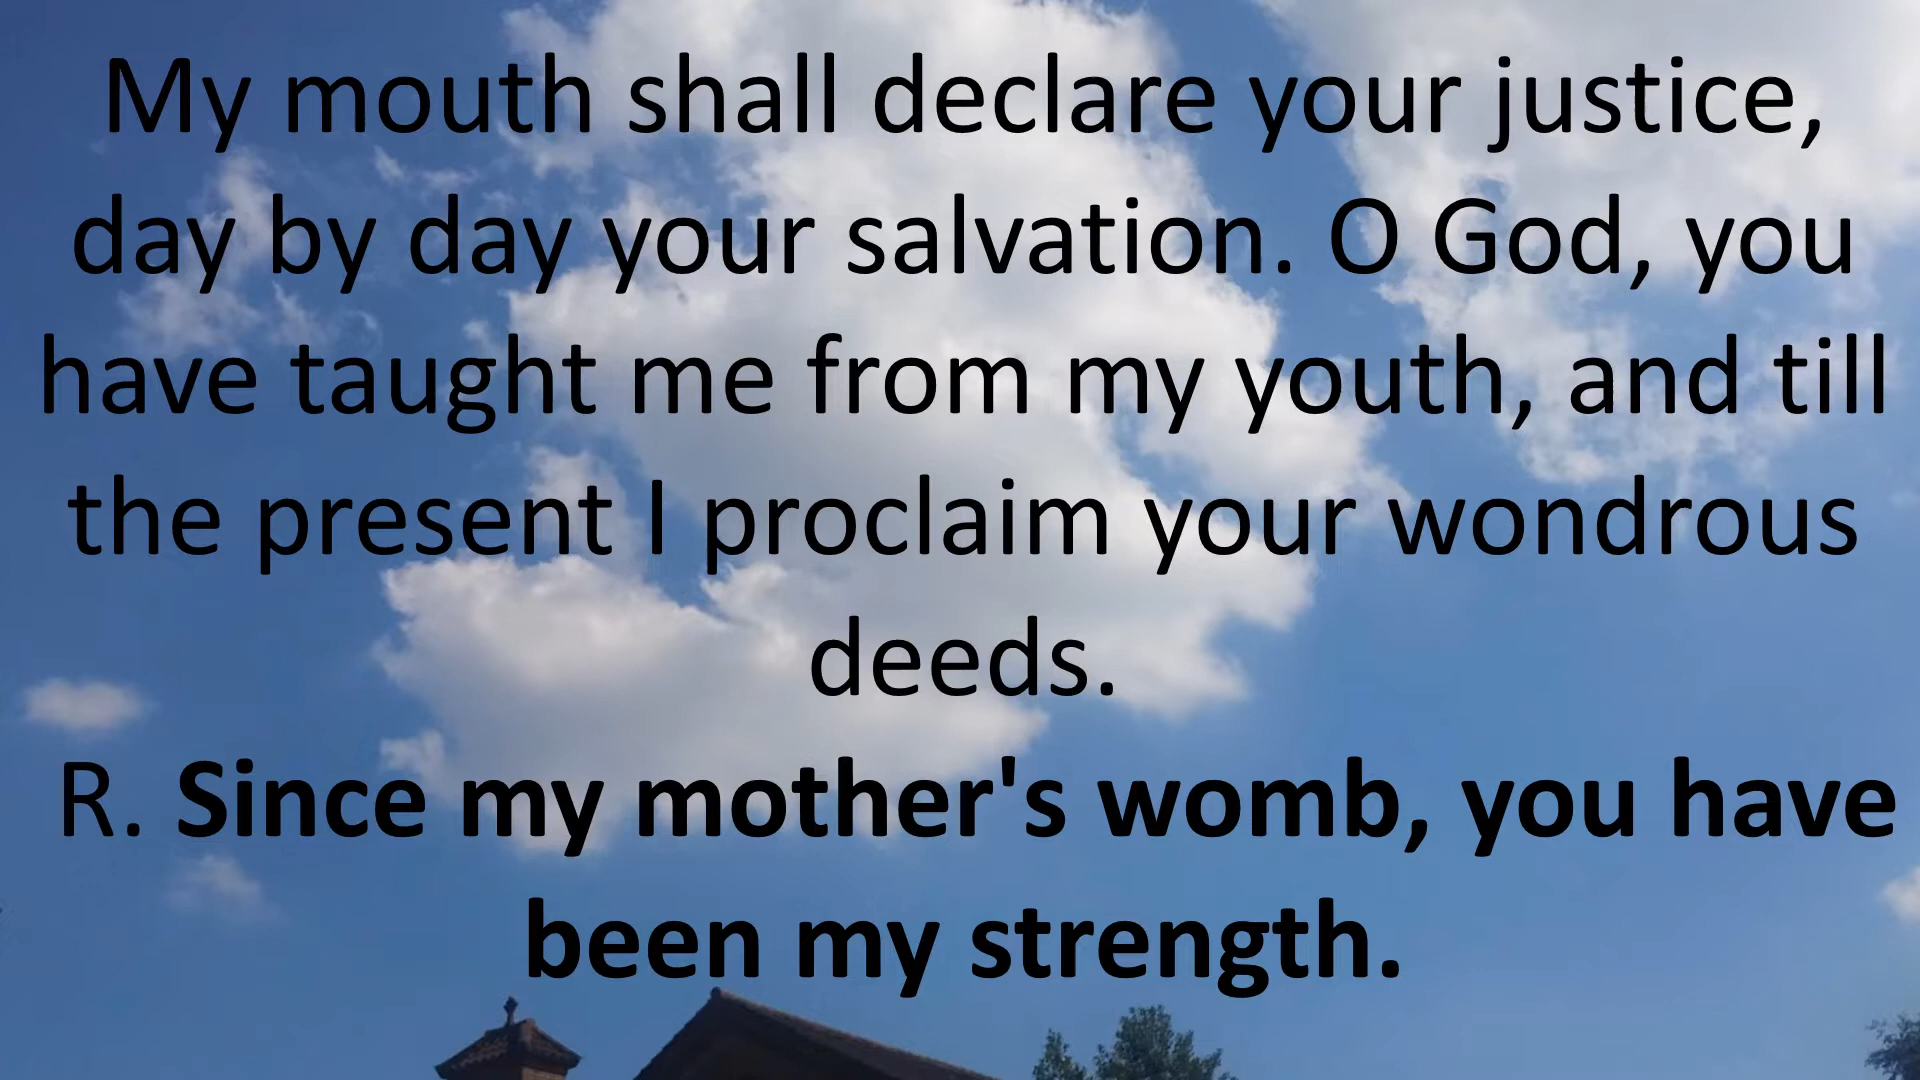 My mouth shall declare your justice,
day by day your salvation. O God, you
have taught me from my youth, and till
the present I proclaim your wondrous
deeds.
R. Since my mother's womb, you have
been my strength.